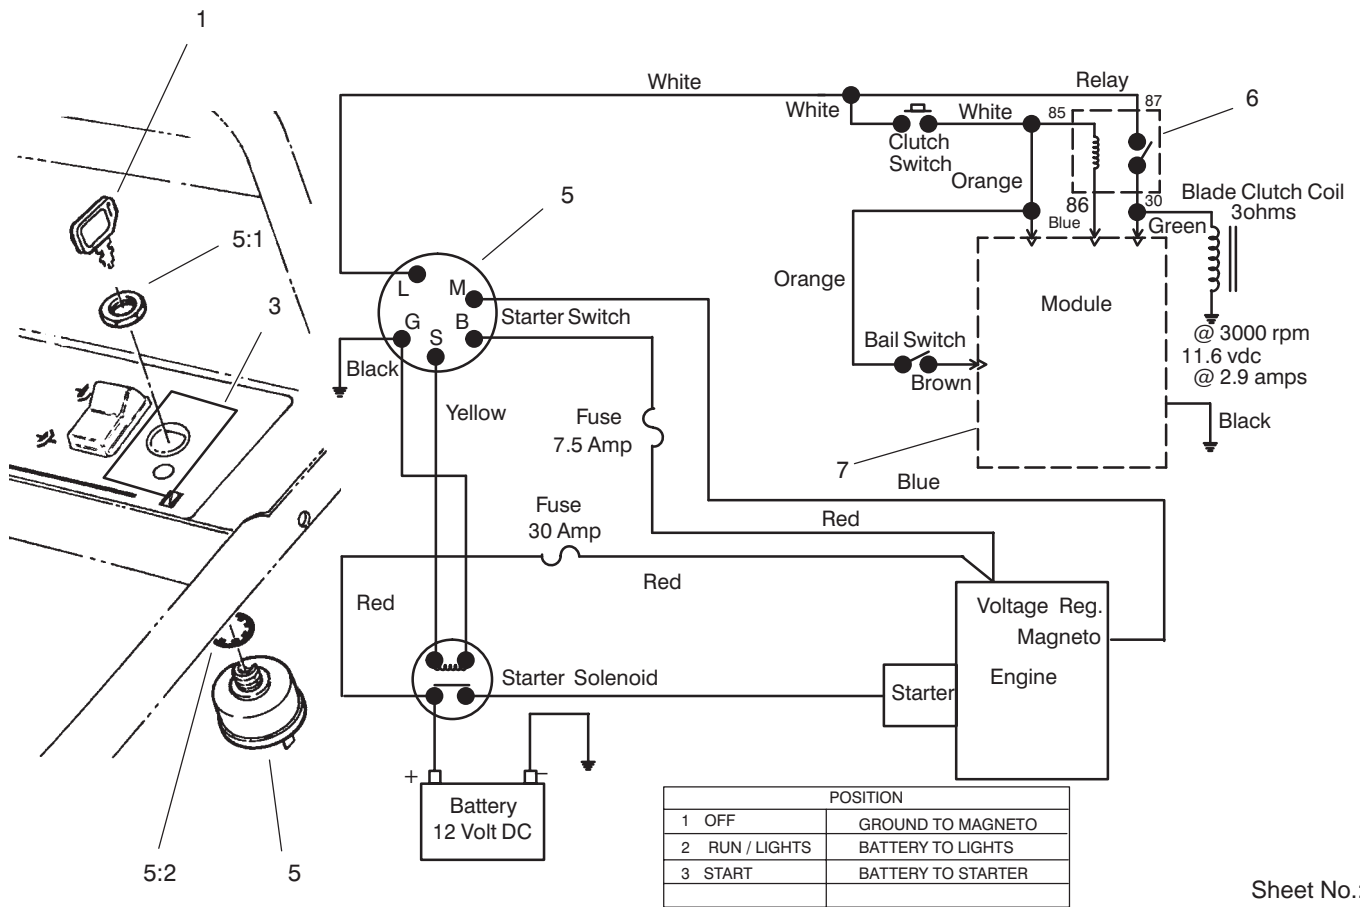 1
White
Relay
87
6
White
White
85
Clutch
Switch
Orange
5
86
Blue
30
Green
Blade Clutch Coil
3ohms
5:1
3
L
M
G
S
B
Starter Switch
Orange
Module
Bail Switch
Brown
@ 3000 rpm
11.6 vdc
@ 2.9 amps
Black
Yellow
Fuse
7.5 Amp
Black
7
Blue
Fuse
30 Amp
Red
Red
Red
Voltage Reg.
Magneto
Engine
Starter
Starter Solenoid
+
−
Battery
12 Volt DC
5:2
5
POSITION
1 OFF GROUND TO MAGNETO
2 RUN / LIGHTS BATTERY TO LIGHTS
3 START BATTERY TO STARTER
Sheet No.: